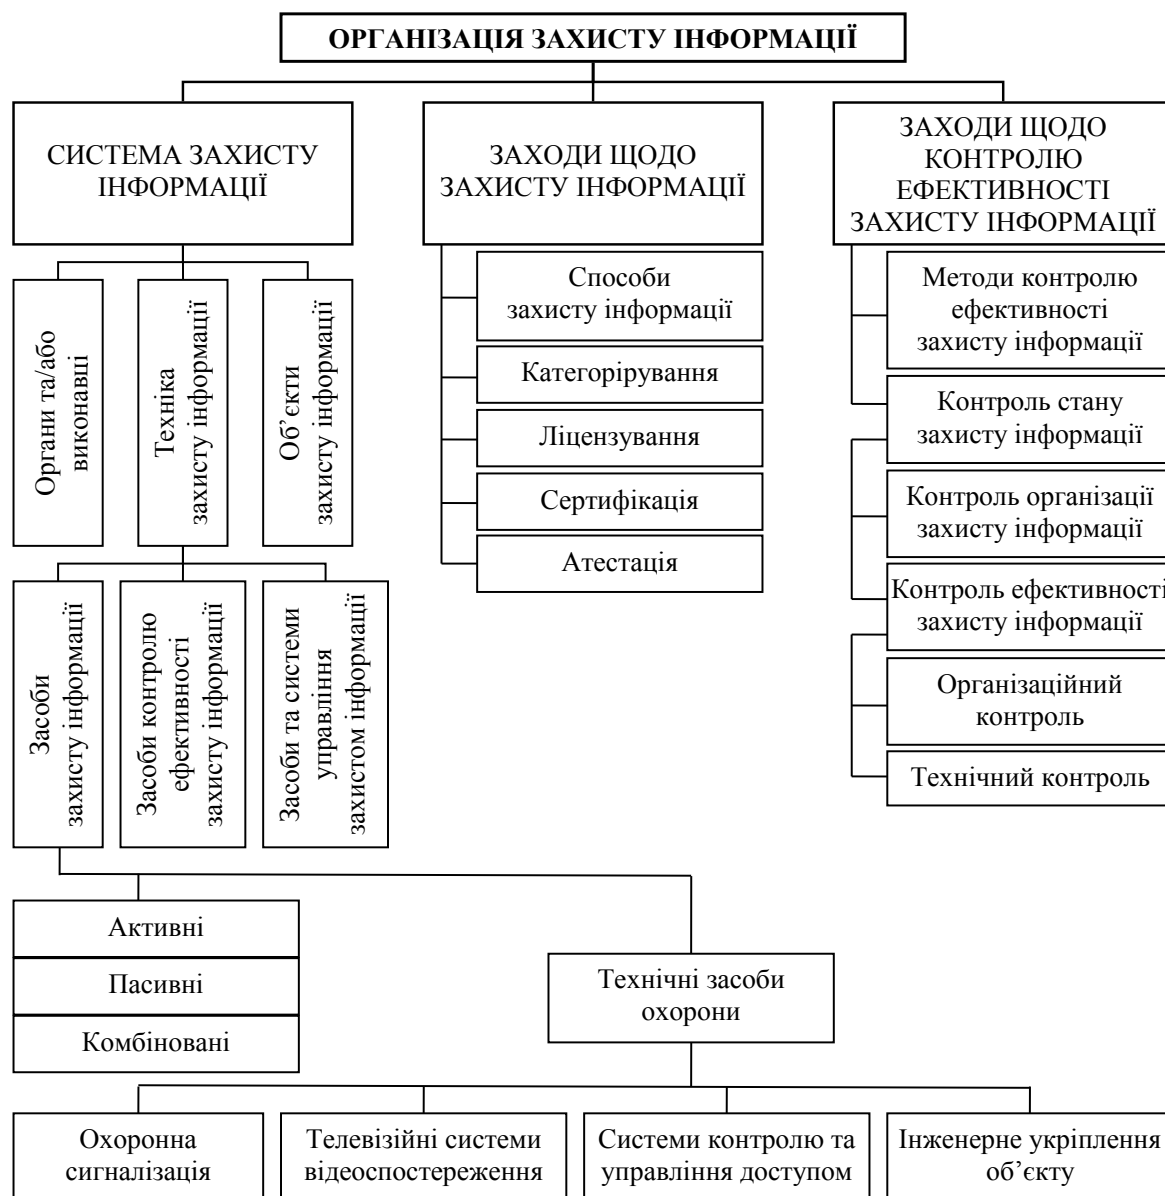 ОРГАНІЗАЦІЯ ЗАХИСТУ ІНФОРМАЦІЇ
СИСТЕМА ЗАХИСТУ
ІНФОРМАЦІЇ
ЗАХОДИ ЩОДО
ЗАХИСТУ ІНФОРМАЦІЇ
ЗАХОДИ ЩОДО
КОНТРОЛЮ
ЕФЕКТИВНОСТІ
ЗАХИСТУ ІНФОРМАЦІЇ
Органи та/або
виконавці
Техніка
захисту інформації
Об’єкти
захисту інформації
Засоби
захисту інформації
Засоби контролю
ефективності
захисту інформації
Засоби та системи
управління
захистом інформації
Способи
захисту інформації
Категорірування
Ліцензування
Сертифікація
Атестація
Методи контролю
ефективності
захисту інформації
Контроль стану
захисту інформації
Контроль організації
захисту інформації
Контроль ефективності
захисту інформації
Організаційний
контроль
Технічний контроль
Активні
Пасивні
Комбіновані
Технічні засоби
охорони
Охоронна
сигналізація
Телевізійні системи
відеоспостереження
Системи контролю та
управління доступом
Інженерне укріплення
об’єкту